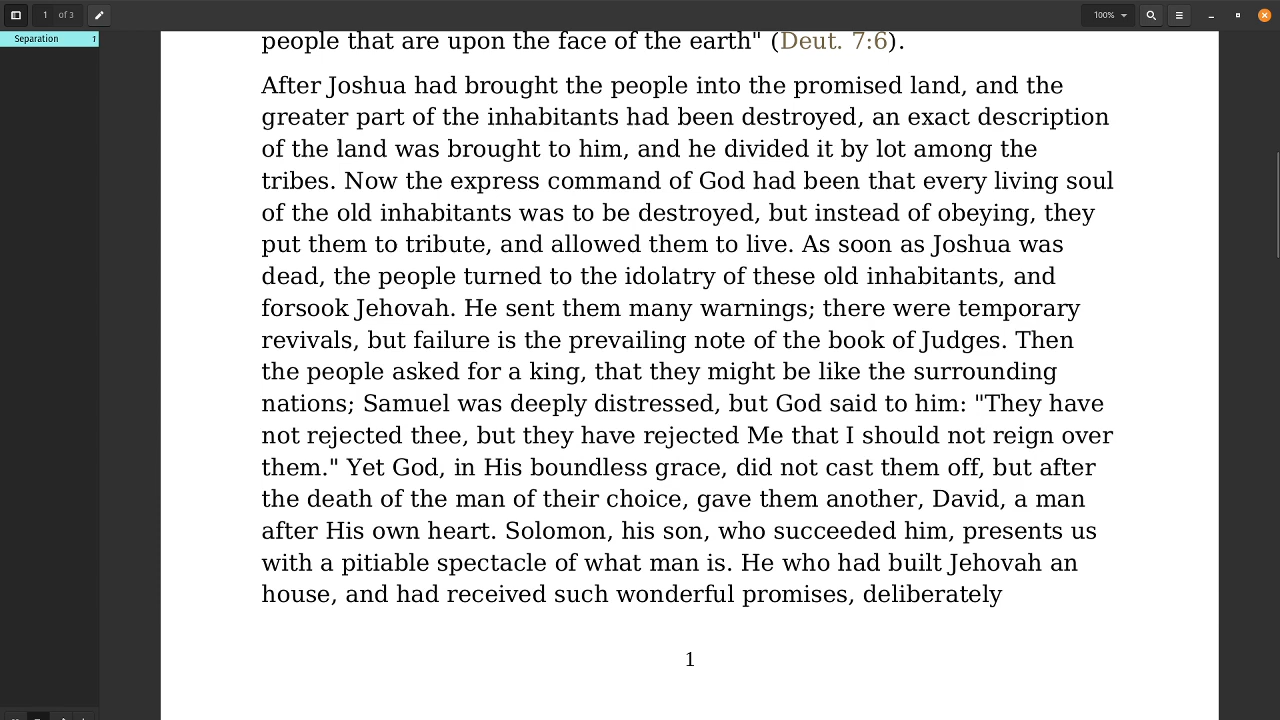 1 of 3
100%
Separation 1
people that are upon the face of the earth" (Deut. 7:6).
After Joshua had brought the people into the promised land, and the
greater part of the inhabitants had been destroyed, an exact description
of the land was brought to him, and he divided it by lot among the
tribes. Now the express command of God had been that every living soul
of the old inhabitants was to be destroyed, but instead of obeying, they
put them to tribute, and allowed them to live. As soon as Joshua was
dead, the people turned to the idolatry of these old inhabitants, and
forsook Jehovah. He sent them many warnings; there were temporary
revivals, but failure is the prevailing note of the book of Judges. Then
the people asked for a king, that they might be like the surrounding
nations; Samuel was deeply distressed, but God said to him: "They have
not rejected thee, but they have rejected Me that I should not reign over
them." Yet God, in His boundless grace, did not cast them off, but after
the death of the man of their choice, gave them another, David, a man
after His own heart. Solomon, his son, who succeeded him, presents us
with a pitiable spectacle of what man is. He who had built Jehovah an
house, and had received such wonderful promises, deliberately
1